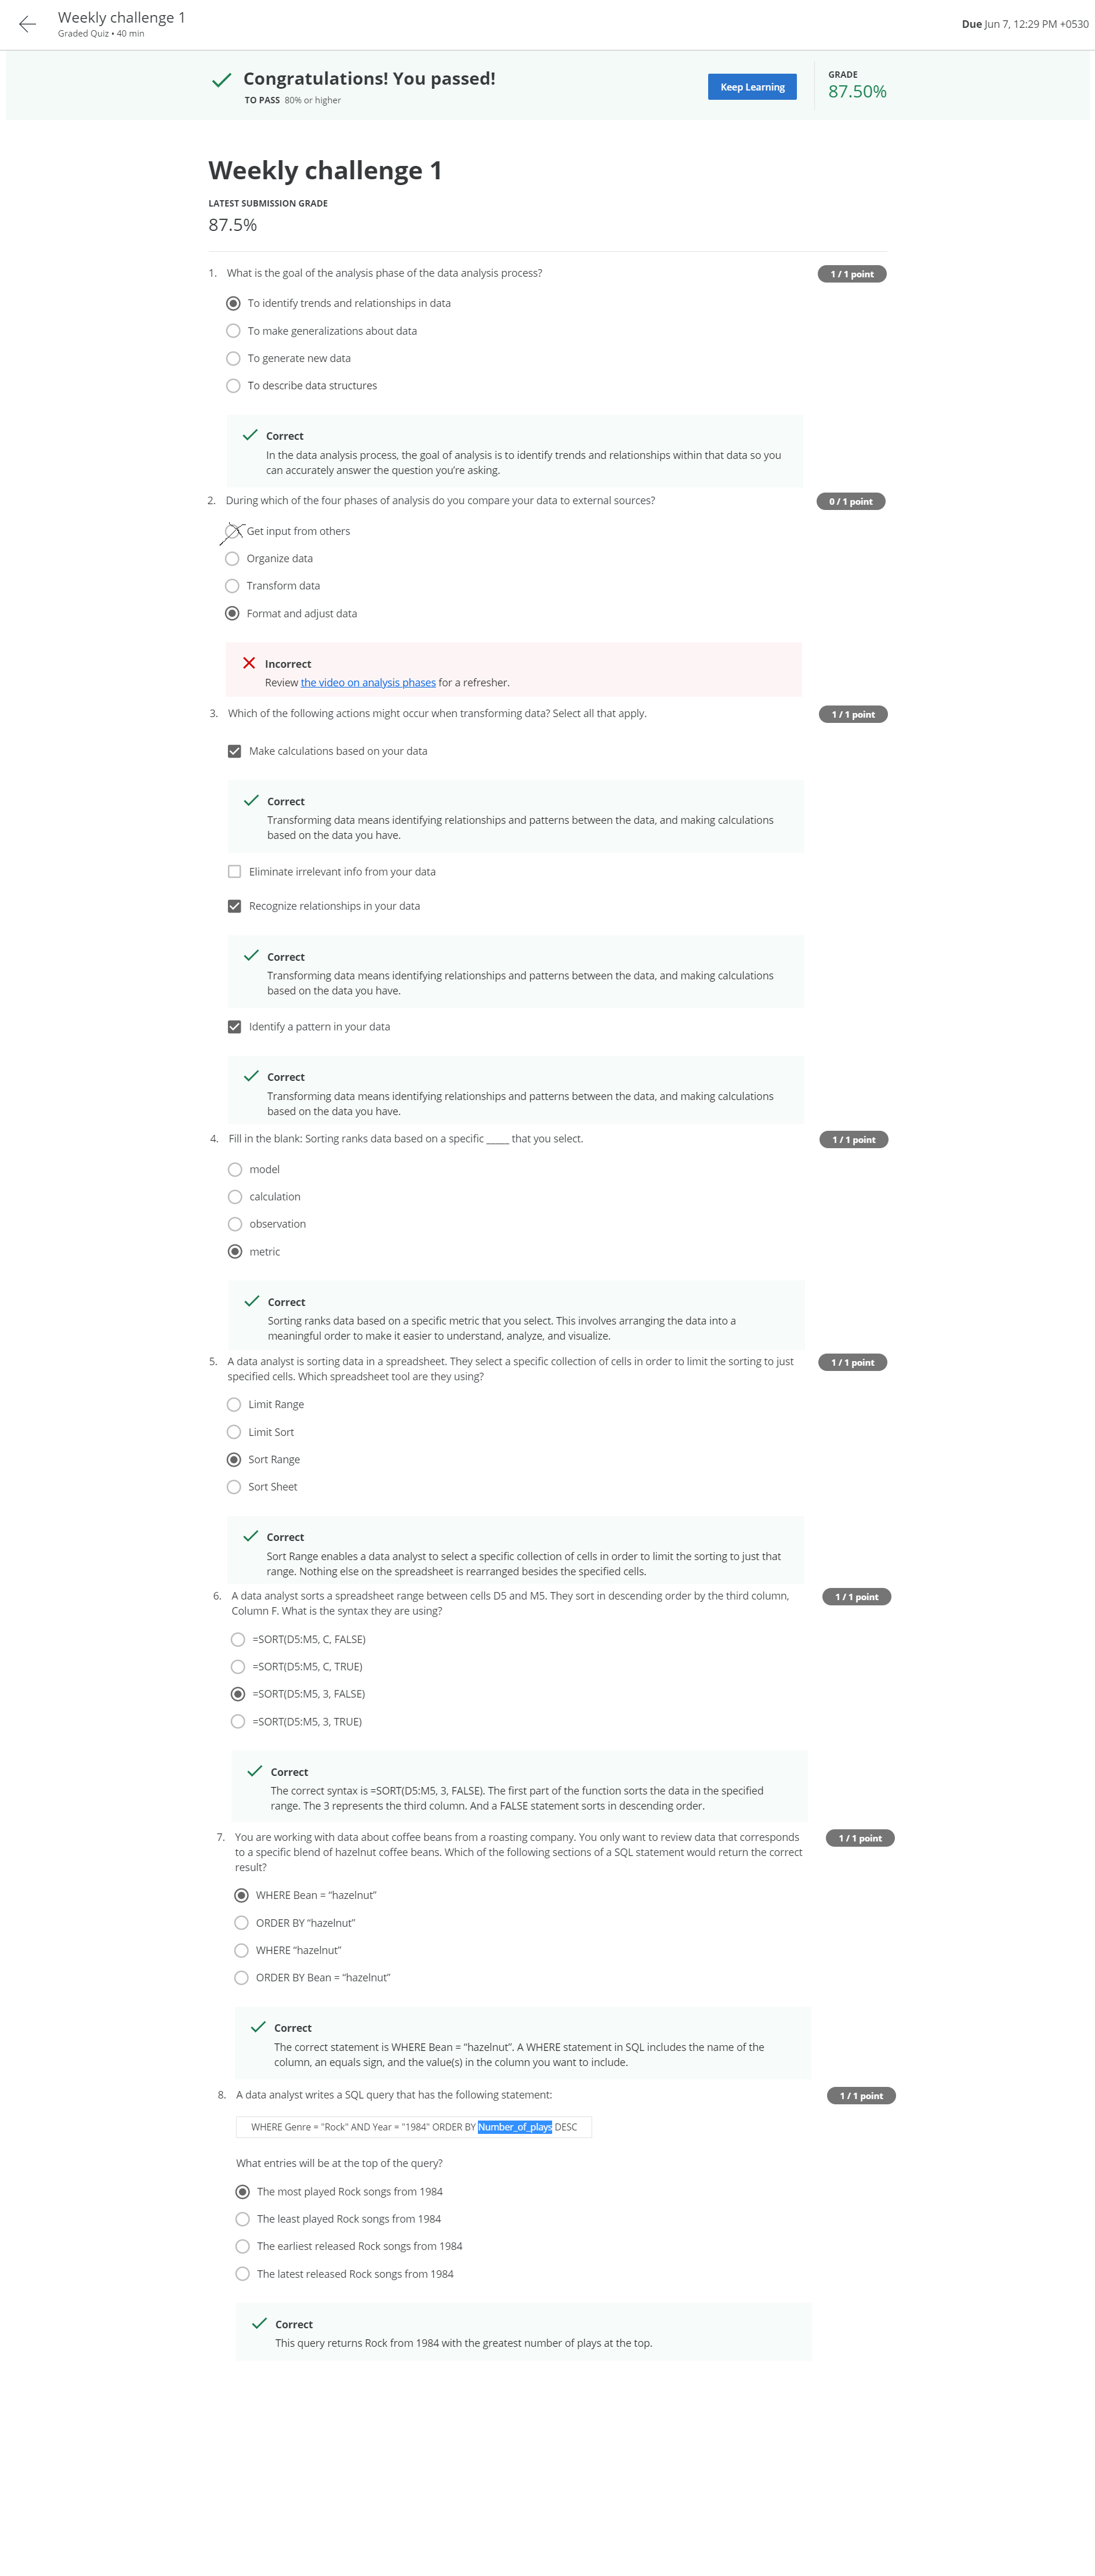 Weekly challenge 1
Graded Quiz • 40 min
Due Jun 7, 12:29 PM +0530
Congratulations! You passed!
TO PASS 80% or higher
Keep Learning
GRADE
87.50%
Weekly challenge 1
LATEST SUBMISSION GRADE
87.5%
1. What is the goal of the analysis phase of the data analysis process?
1 / 1 point
To identify trends and relationships in data
To make generalizations about data
To generate new data
To describe data structures
Correct
In the data analysis process, the goal of analysis is to identify trends and relationships within that data so you
can accurately answer the question you’re asking.
2. During which of the four phases of analysis do you compare your data to external sources?
0 / 1 point
Get input from others
Organize data
Transform data
Format and adjust data
Incorrect
Review the video on analysis phases for a refresher.
3. Which of the following actions might occur when transforming data? Select all that apply.
1 / 1 point
Make calculations based on your data
Correct
Transforming data means identifying relationships and patterns between the data, and making calculations
based on the data you have.
Eliminate irrelevant info from your data
Recognize relationships in your data
Correct
Transforming data means identifying relationships and patterns between the data, and making calculations
based on the data you have.
Identify a pattern in your data
Correct
Transforming data means identifying relationships and patterns between the data, and making calculations
based on the data you have.
4. Fill in the blank: Sorting ranks data based on a specific _____ that you select.
1 / 1 point
model
calculation
observation
metric
Correct
Sorting ranks data based on a specific metric that you select. This involves arranging the data into a
meaningful order to make it easier to understand, analyze, and visualize.
5. A data analyst is sorting data in a spreadsheet. They select a specific collection of cells in order to limit the sorting to just
specified cells. Which spreadsheet tool are they using?
1 / 1 point
Limit Range
Limit Sort
Sort Range
Sort Sheet
Correct
Sort Range enables a data analyst to select a specific collection of cells in order to limit the sorting to just that
range. Nothing else on the spreadsheet is rearranged besides the specified cells.
6. A data analyst sorts a spreadsheet range between cells D5 and M5. They sort in descending order by the third column,
Column F. What is the syntax they are using?
1 / 1 point
=SORT(D5:M5, C, FALSE)
=SORT(D5:M5, C, TRUE)
=SORT(D5:M5, 3, FALSE)
=SORT(D5:M5, 3, TRUE)
Correct
The correct syntax is =SORT(D5:M5, 3, FALSE). The first part of the function sorts the data in the specified
range. The 3 represents the third column. And a FALSE statement sorts in descending order.
7. You are working with data about coffee beans from a roasting company. You only want to review data that corresponds
to a specific blend of hazelnut coffee beans. Which of the following sections of a SQL statement would return the correct
result?
1 / 1 point
WHERE Bean = “hazelnut”
ORDER BY “hazelnut”
WHERE “hazelnut”
ORDER BY Bean = “hazelnut”
Correct
The correct statement is WHERE Bean = “hazelnut”. A WHERE statement in SQL includes the name of the
column, an equals sign, and the value(s) in the column you want to include.
8. A data analyst writes a SQL query that has the following statement:
1 / 1 point
WHERE Genre = "Rock" AND Year = "1984" ORDER BY Number_of_plays DESC
What entries will be at the top of the query?
The most played Rock songs from 1984
The least played Rock songs from 1984
The earliest released Rock songs from 1984
The latest released Rock songs from 1984
Correct
This query returns Rock from 1984 with the greatest number of plays at the top.